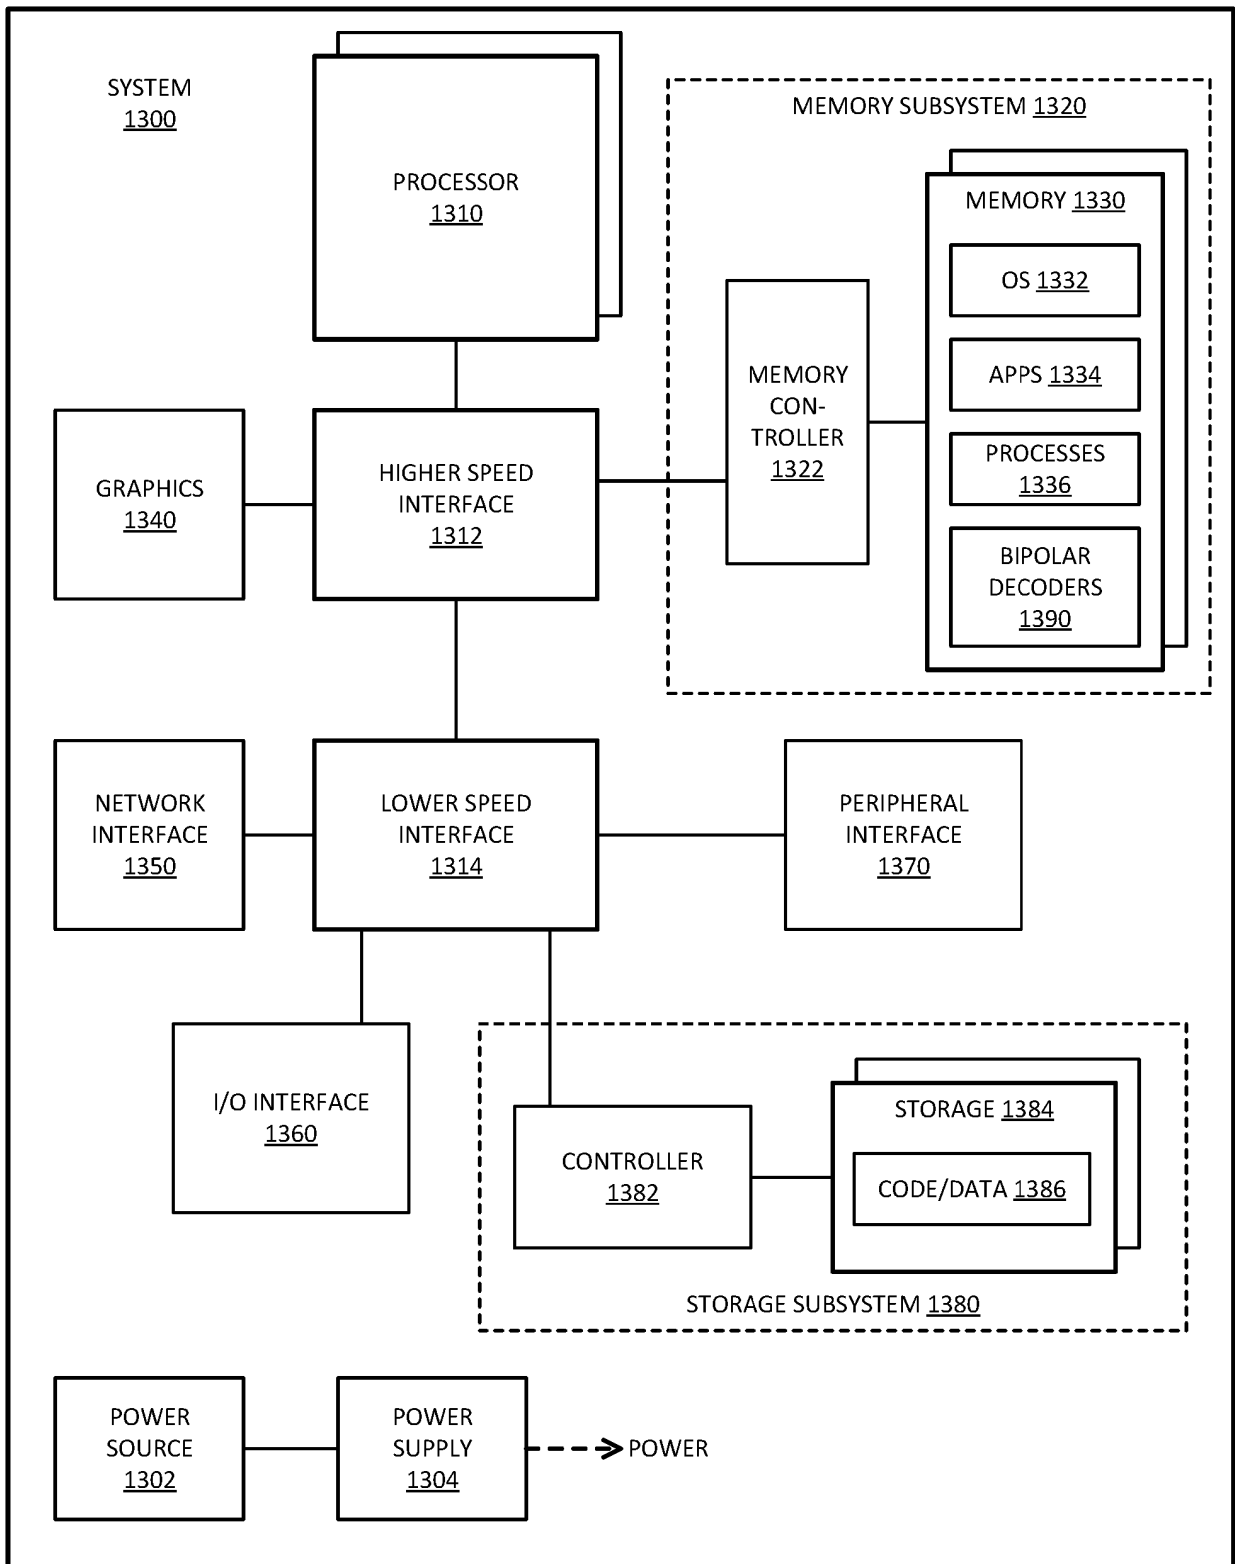 SYSTEM
1300
PROCESSOR
1310
MEMORY SUBSYSTEM 1320
MEMORY 1330
OS 1332
APPS 1334
PROCESSES
1336
BIPOLAR
DECODERS
1390
MEMORY
CON-
TROLLER
1322
GRAPHICS
1340
HIGHER SPEED
INTERFACE
1312
NETWORK
INTERFACE
1350
LOWER SPEED
INTERFACE
1314
PERIPHERAL
INTERFACE
1370
I/O INTERFACE
1360
CONTROLLER
1382
STORAGE 1384
CODE/DATA 1386
STORAGE SUBSYSTEM 1380
POWER
SOURCE
1302
POWER
SUPPLY
1304
POWER